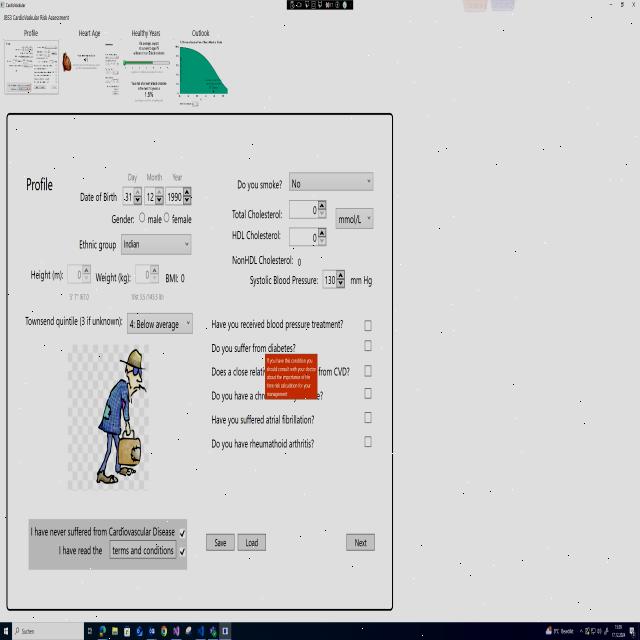 CardioVascular
JBS3 CardioVaskular Risk Assessment
Profile
Heart Age
Healthy Years
Outlook
Profile
Day Month Year
Date of Birth 31 12 1990
Gender: male female
Ethnic group Indian
Height (m): 0 Weight (kg): 0 BMI: 0
Townsend quintile (3 if unknown): 4: Below average
Do you smoke? No
Total Cholesterol: 0
mmol/L
HDL Cholesterol: 0
NonHDL Cholesterol: 0
Systolic Blood Pressure: 130 mm Hg
Have you received blood pressure treatment?
Do you suffer from diabetes?
If you have this condition you
should consult with your doctor
about the importance of life
time risk calculation for your
management
Does a close relati from CVD?
Do you have a chr e?
Have you suffered atrial fibrillation?
Do you have rheumathoid arthritis?
I have never suffered from Cardiovascular Disease
I have read the terms and conditions
Save
Load
Next
Suchen